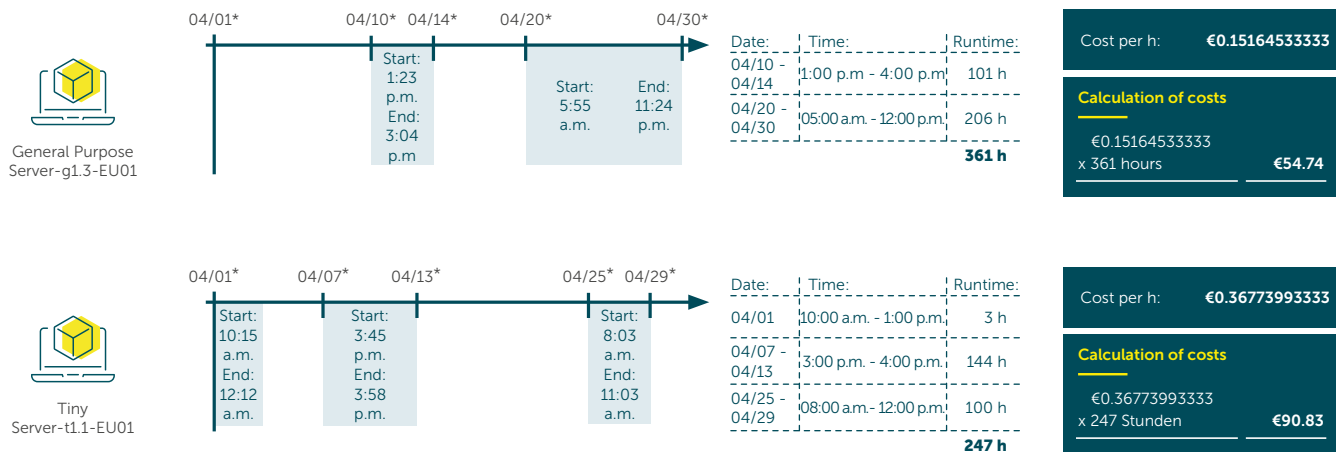 04/01* 04/10* 04/14* 04/20* 04/30*
General Purpose
Server-g1.3-EU01
Start:
1:23
p.m.
End:
3:04
p.m
Start:
5:55
a.m.
End:
11:24
p.m.
Date: Time: Runtime:
04/10 -
04/14
1:00 p.m - 4:00 p.m
101 h
04/20 -
04/30
05:00 a.m. - 12:00 p.m.
206 h
361 h
Cost per h: €0.15164533333
Calculation of costs
€0.15164533333
x 361 hours €54.74
04/01* 04/07* 04/13* 04/25* 04/29*
Tiny
Server-t1.1-EU01
Start:
10:15
a.m.
End:
12:12
a.m.
Start:
3:45
p.m.
End:
3:58
p.m.
Start:
8:03
a.m.
End:
11:03
a.m.
Date: Time: Runtime:
04/01 10:00 a.m. - 1:00 p.m. 3 h
04/07 -
04/13
3:00 p.m. - 4:00 p.m.
144 h
04/25 -
04/29
08:00 a.m. - 12:00 p.m.
100 h
247 h
Cost per h: €0.36773993333
Calculation of costs
€0.36773993333
x 247 Stunden €90.83